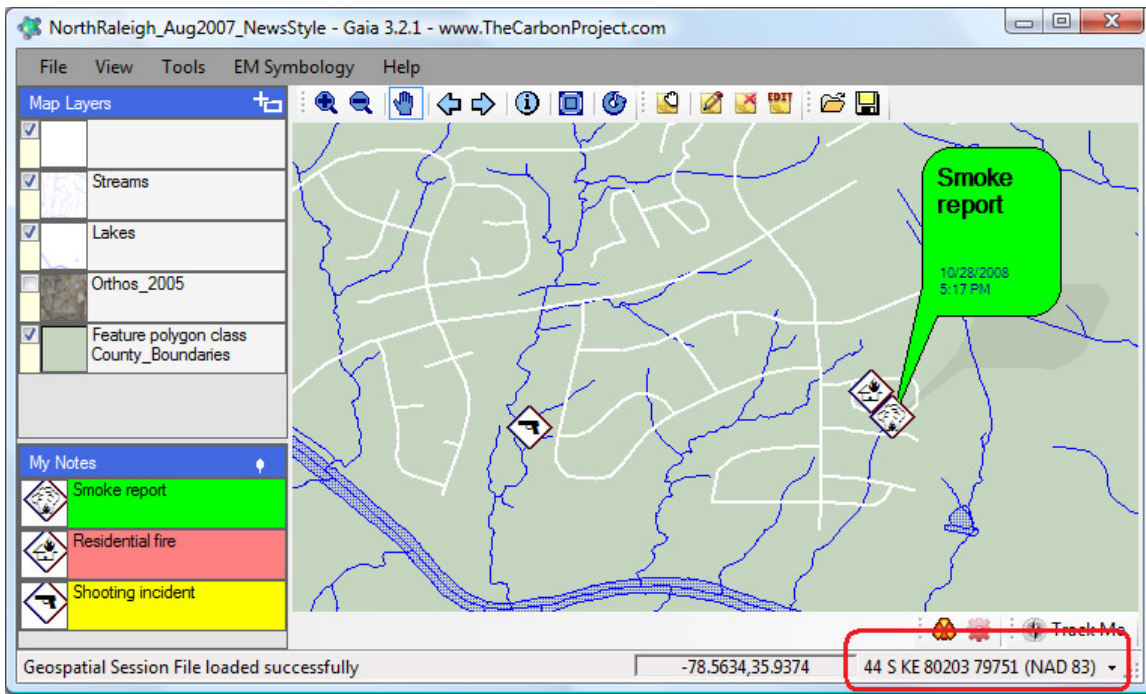 NorthRaleigh_Aug2007_NewsStyle - Gaia 3.2.1 - www.TheCarbonProject.com
File View Tools EM Symbology Help
Map Layers
Streams
Lakes
Orthos_2005
Feature polygon class
County_Boundaries
EDIT
Smoke
report
10/28/2008
5:17 PM
My Notes
Smoke report
Residential fire
Shooting incident
Track Me
Geospatial Session File loaded successfully
-78.5634,35.9374
44 S KE 80203 79751 (NAD 83)